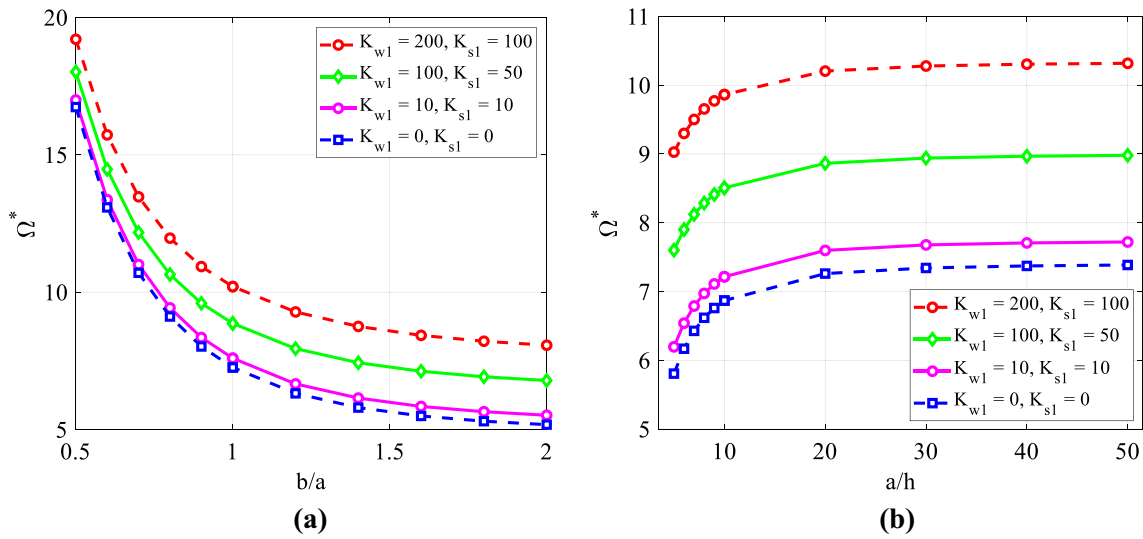 20
15
10
5
Ω*
0.5
1
1.5
2
b/a
K_w1 = 200, K_s1 = 100
K_w1 = 100, K_s1 = 50
K_w1 = 10, K_s1 = 10
K_w1 = 0, K_s1 = 0
(a)
11
10
9
8
7
6
5
Ω*
10
20
30
40
50
a/h
K_w1 = 200, K_s1 = 100
K_w1 = 100, K_s1 = 50
K_w1 = 10, K_s1 = 10
K_w1 = 0, K_s1 = 0
(b)